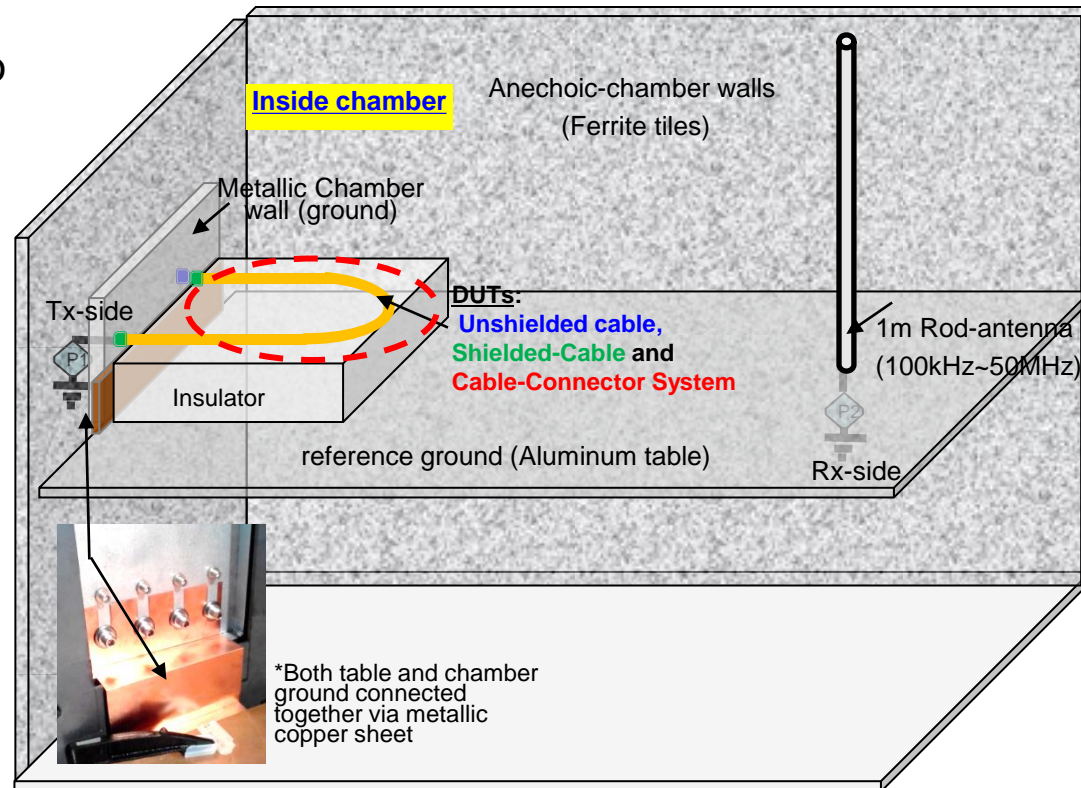 Inside chamber
Anechoic-chamber walls
(Ferrite tiles)
Metallic Chamber
wall (ground)
Tx-side
P1
DUTs:
Unshielded cable,
Shielded-Cable and
Cable-Connector System
1m Rod-antenna
(100kHz~50MHz)
Insulator
P2
reference ground (Aluminum table)
Rx-side
*Both table and chamber
ground connected
together via metallic
copper sheet